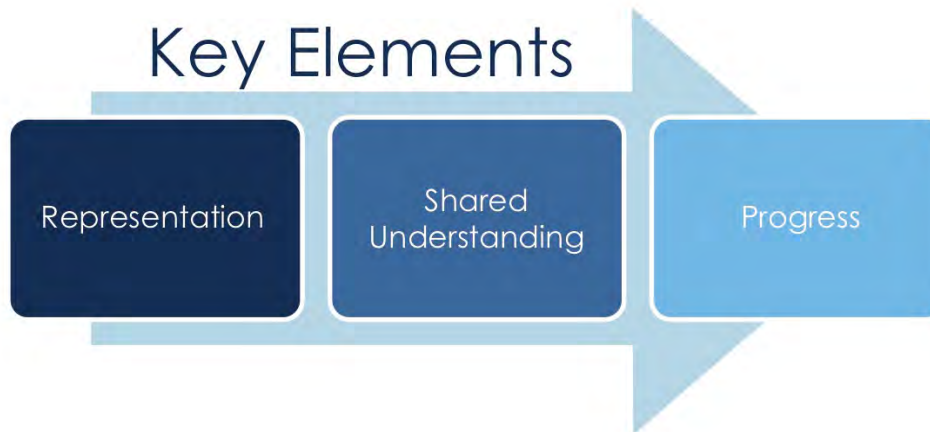 Key Elements
Representation
Shared
Understanding
Progress